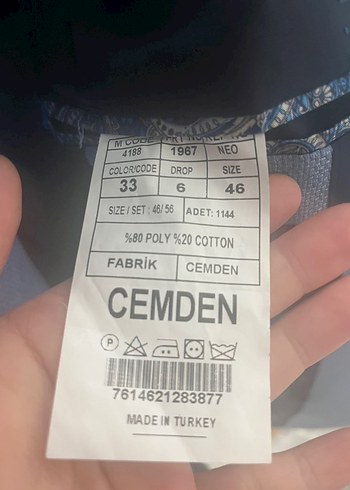 M CODE
4188 1967 NEO
COLOR/CODE DROP SIZE
33 6 46
SIZE / SET : 46/ 56 ADET: 1144
%80 POLY %20 COTTON
FABRİK CEMDEN
CEMDEN
P
7614621283877
MADE IN TURKEY